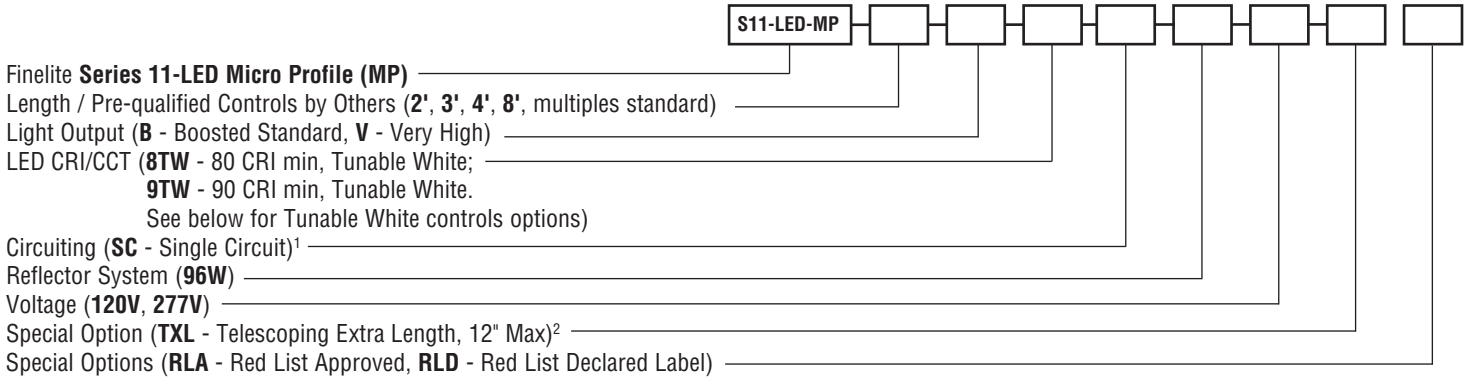 S11-LED-MP
Finelite Series 11-LED Micro Profile (MP)
Length / Pre-qualified Controls by Others (2', 3', 4', 8', multiples standard)
Light Output (B - Boosted Standard, V - Very High)
LED CRI/CCT (8TW - 80 CRI min, Tunable White;
9TW - 90 CRI min, Tunable White.
See below for Tunable White controls options)
Circuiting (SC - Single Circuit)¹
Reflector System (96W)
Voltage (120V, 277V)
Special Option (TXL - Telescoping Extra Length, 12" Max)²
Special Options (RLA - Red List Approved, RLD - Red List Declared Label)